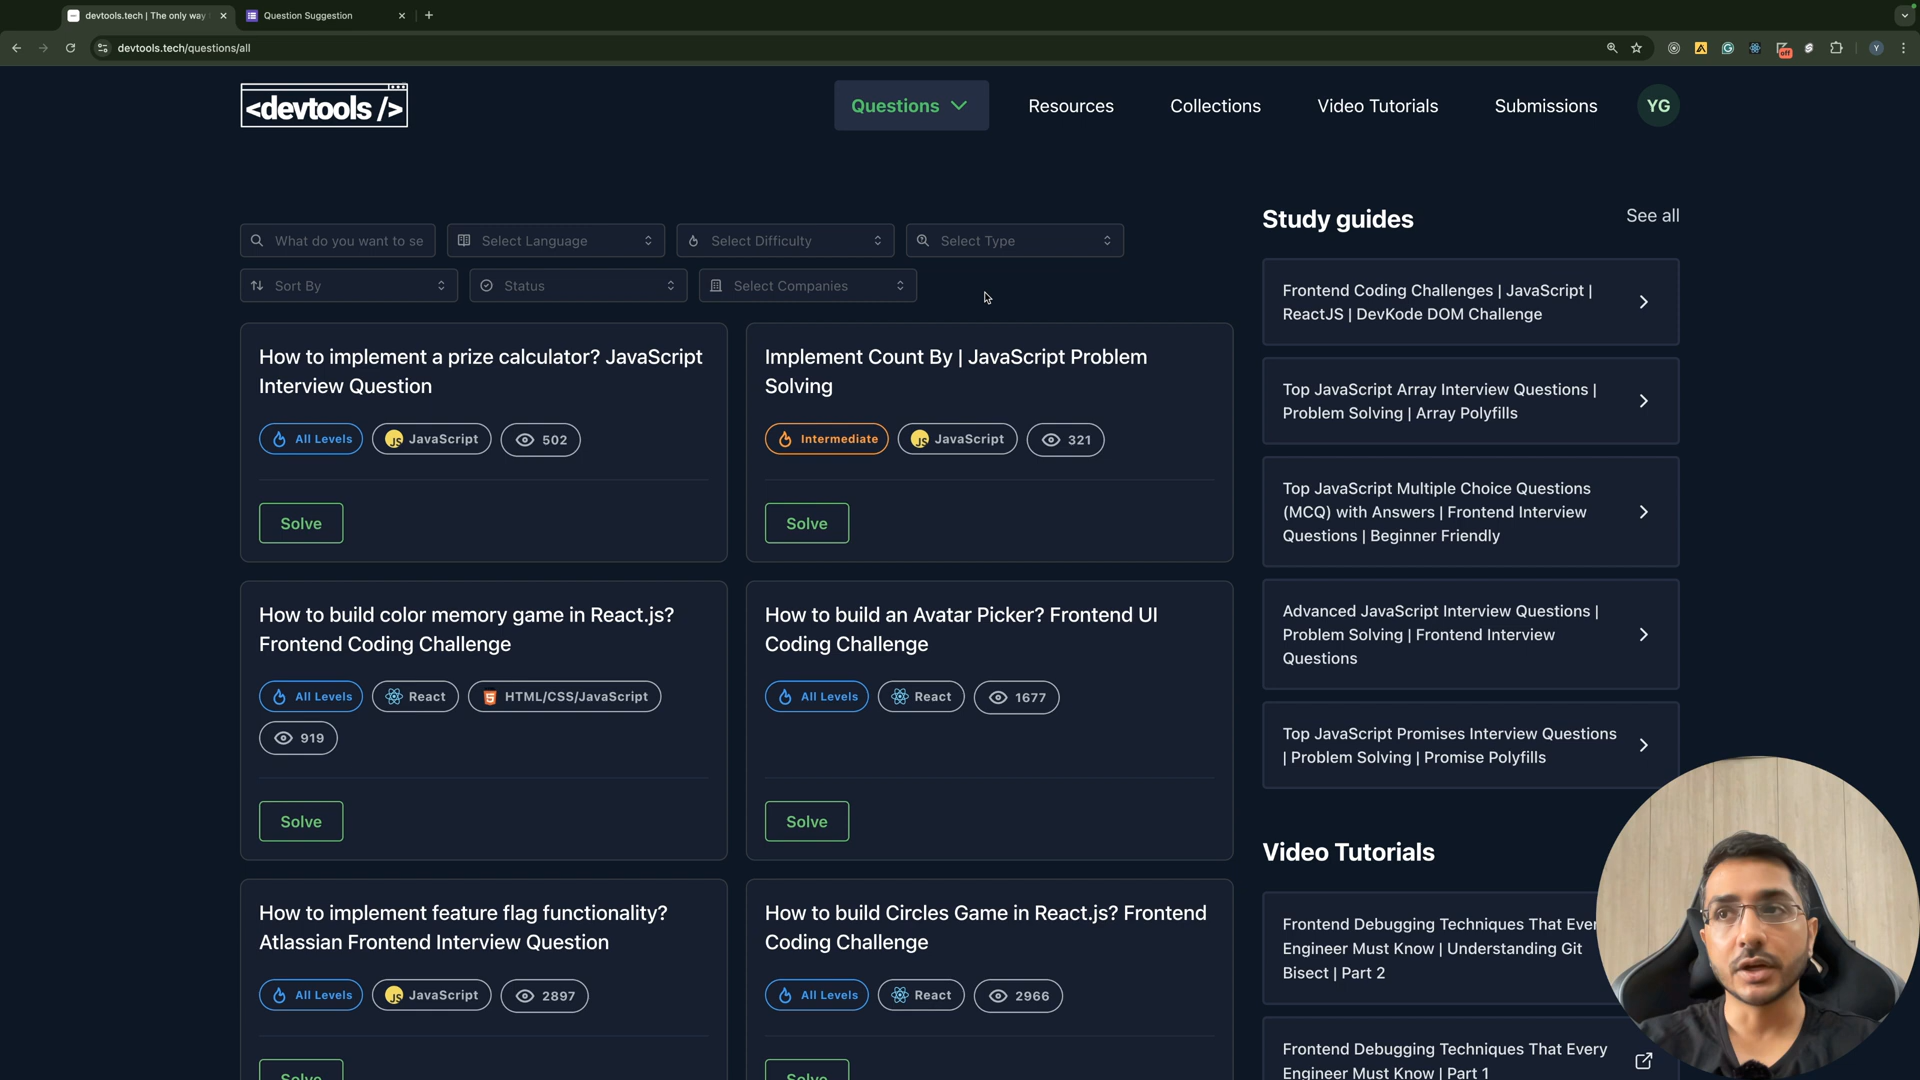 devtools.tech | The only way
Question Suggestion
devtools.tech/questions/all
off
Y
<devtools />
Questions
Resources
Collections
Video Tutorials
Submissions
YG
What do you want to se
Select Language
Select Difficulty
Select Type
Sort By
Status
Select Companies
How to implement a prize calculator? JavaScript
Interview Question
All Levels
JS
JavaScript
502
Solve
Implement Count By | JavaScript Problem
Solving
Intermediate
JS
JavaScript
321
Solve
How to build color memory game in React.js?
Frontend Coding Challenge
All Levels
React
HTML/CSS/JavaScript
919
Solve
How to build an Avatar Picker? Frontend UI
Coding Challenge
All Levels
React
1677
Solve
How to implement feature flag functionality?
Atlassian Frontend Interview Question
All Levels
JS
JavaScript
2897
Solve
How to build Circles Game in React.js? Frontend
Coding Challenge
All Levels
React
2966
Solve
Study guides
See all
Frontend Coding Challenges | JavaScript |
ReactJS | DevKode DOM Challenge
Top JavaScript Array Interview Questions |
Problem Solving | Array Polyfills
Top JavaScript Multiple Choice Questions
(MCQ) with Answers | Frontend Interview
Questions | Beginner Friendly
Advanced JavaScript Interview Questions |
Problem Solving | Frontend Interview
Questions
Top JavaScript Promises Interview Questions
| Problem Solving | Promise Polyfills
Video Tutorials
Frontend Debugging Techniques That Ever
Engineer Must Know | Understanding Git
Bisect | Part 2
Frontend Debugging Techniques That Every
Engineer Must Know | Part 1